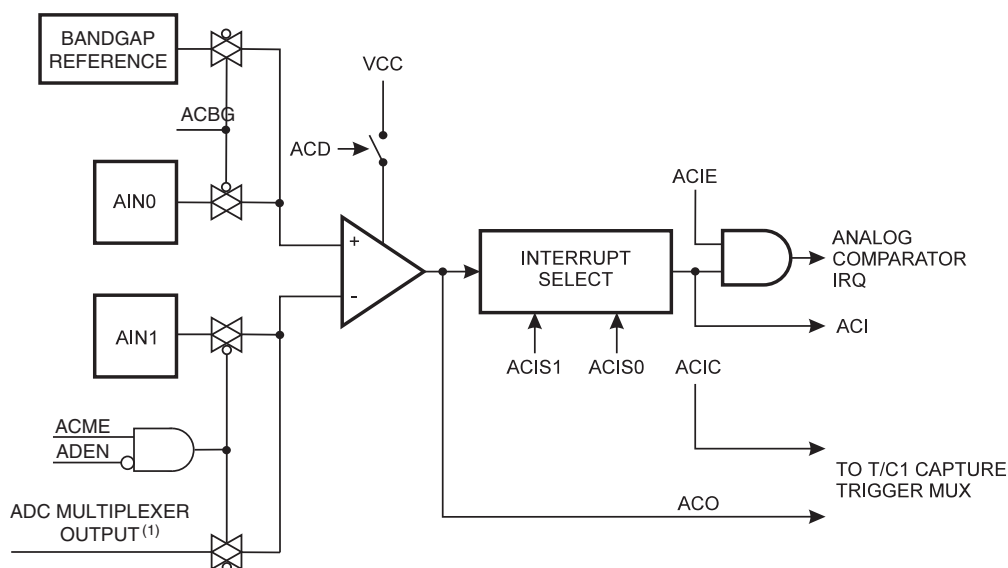 BANDGAP
REFERENCE
ACBG
VCC
ACD
AIN0
ACIE
+
-
INTERRUPT
SELECT
ANALOG
COMPARATOR
IRQ
AIN1
ACI
ACIS1
ACIS0
ACIC
ACME
ADEN
TO T/C1 CAPTURE
TRIGGER MUX
ACO
ADC MULTIPLEXER
OUTPUT(1)